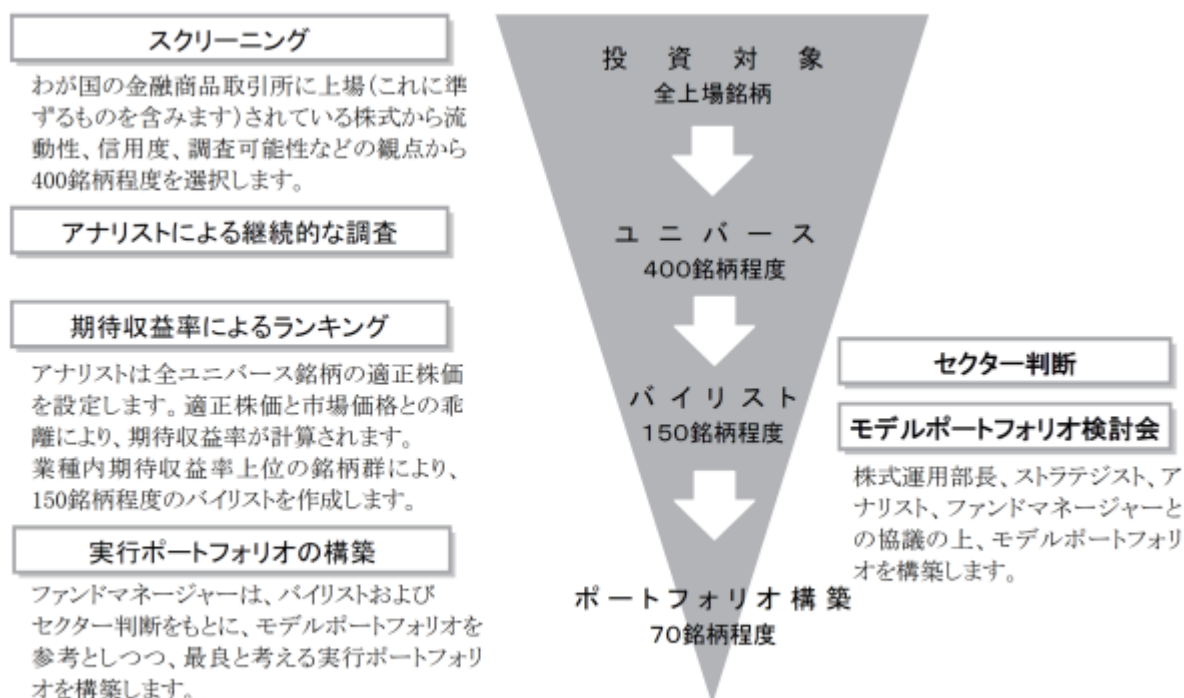 スクリーニング
わが国の金融商品取引所に上場(これに準
ずるものを含みます)されている株式から流
動性、信用度、調査可能性などの観点から
400銘柄程度を選択します。
アナリストによる継続的な調査
期待収益率によるランキング
アナリストは全ユニバース銘柄の適正株価
を設定します。適正株価と市場価格との乖
離により、期待収益率が計算されます。
業種内期待収益率上位の銘柄群により、
150銘柄程度のバイリストを作成します。
実行ポートフォリオの構築
ファンドマネージャーは、バイリストおよび
セクター判断をもとに、モデルポートフォリオを
参考としつつ、最良と考える実行ポートフォリ
オを構築します。
投資対象
全上場銘柄
ユニバース
400銘柄程度
バイリスト
150銘柄程度
ポートフォリオ構築
70銘柄程度
セクター判断
モデルポートフォリオ検討会
株式運用部長、ストラテジスト、ア
ナリスト、ファンドマネージャーと
の協議の上、モデルポートフォリ
オを構築します。